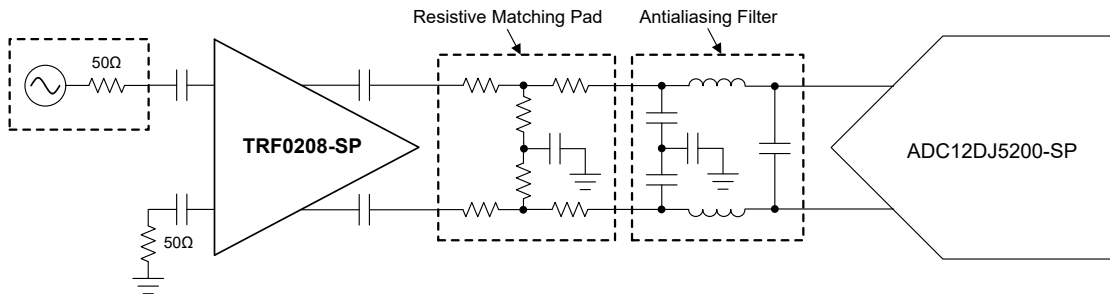 Resistive Matching Pad
Antialiasing Filter
50Ω
TRF0208-SP
ADC12DJ5200-SP
50Ω